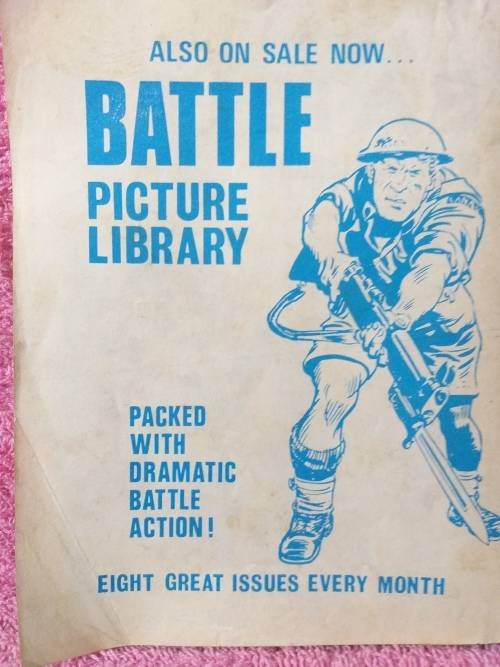 ALSO ON SALE NOW...
BATTLE
PICTURE
LIBRARY
PACKED
WITH
DRAMATIC
BATTLE
ACTION!
EIGHT GREAT ISSUES EVERY MONTH